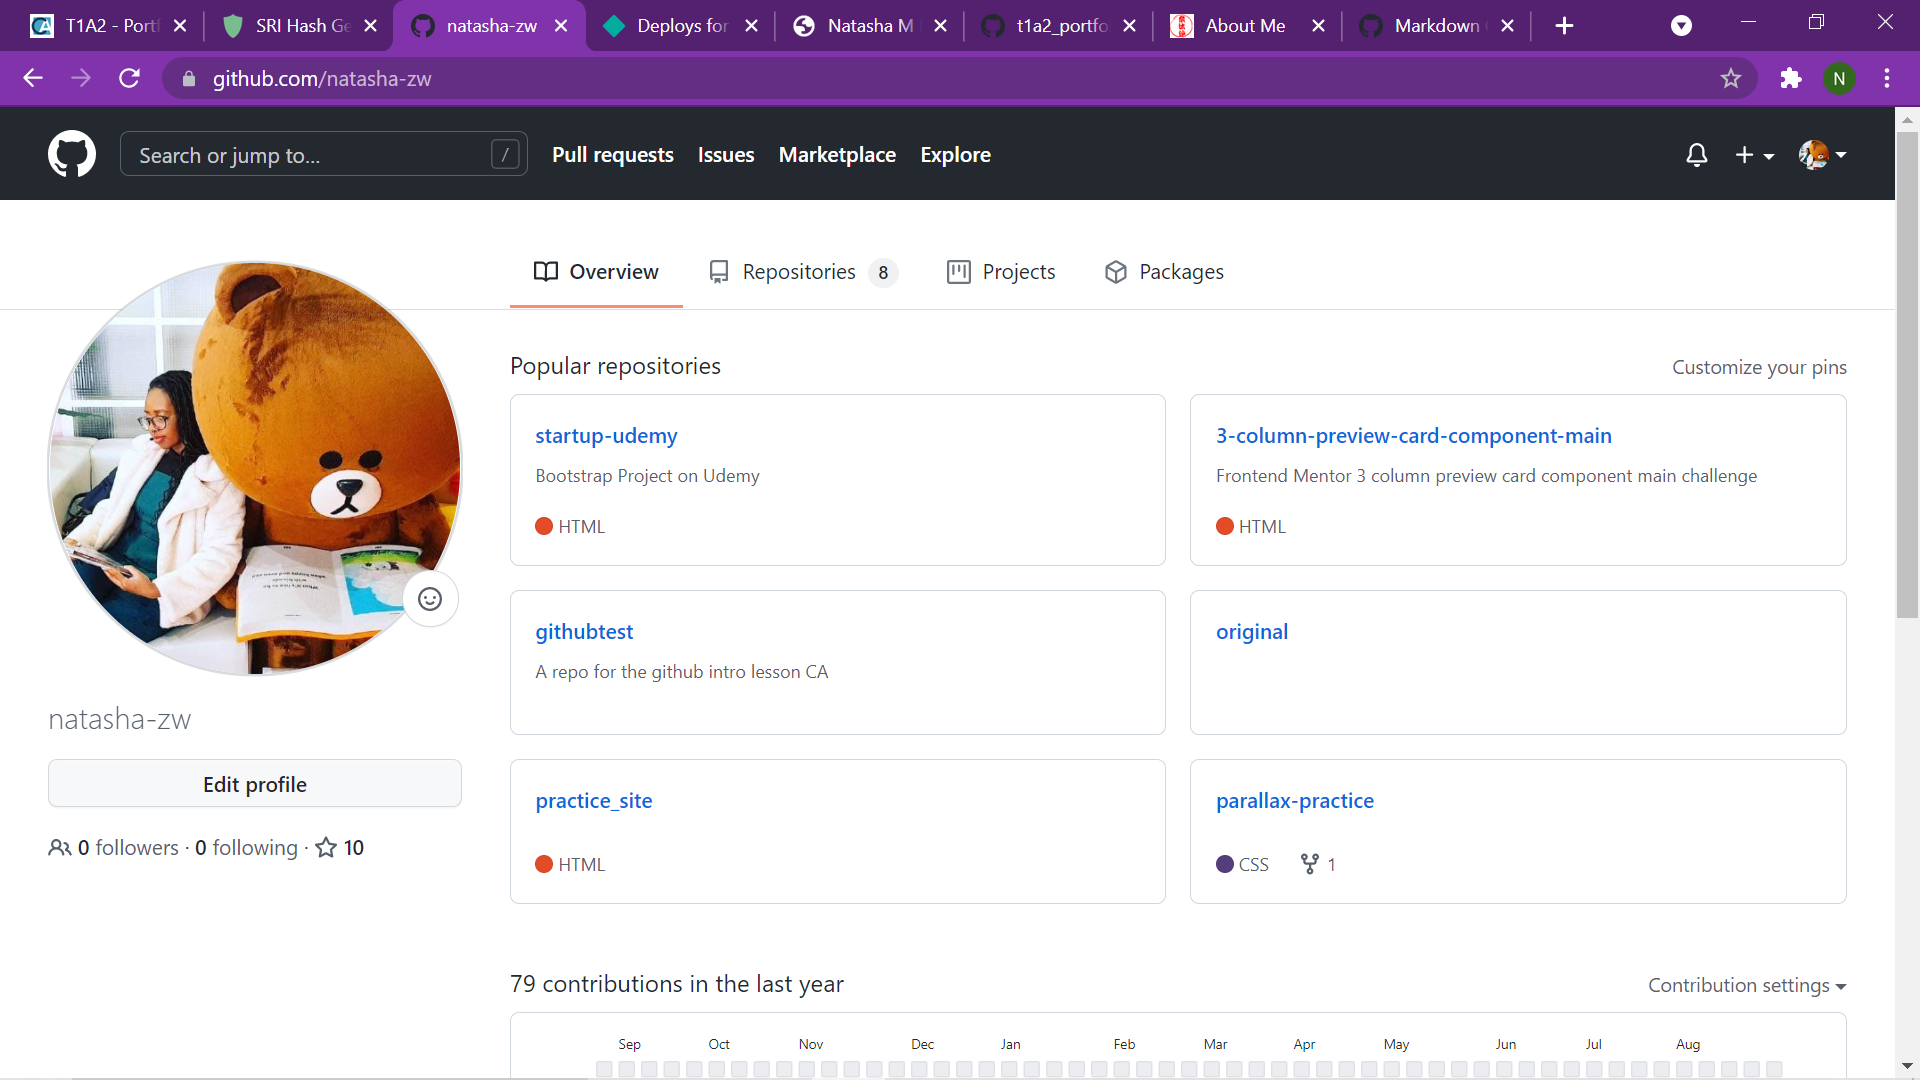 T1A2 - Portf
SRI Hash Ge
natasha-zw
Deploys for
Natasha M
t1a2_portfo
About Me
Markdown
github.com/natasha-zw
N
Search or jump to...
/
Pull requests
Issues
Marketplace
Explore
Overview
Repositories 8
Projects
Packages
Popular repositories
Customize your pins
startup-udemy
Bootstrap Project on Udemy
HTML
3-column-preview-card-component-main
Frontend Mentor 3 column preview card component main challenge
HTML
githubtest
A repo for the github intro lesson CA
original
practice_site
HTML
parallax-practice
CSS 1
natasha-zw
Edit profile
0 followers · 0 following · 10
79 contributions in the last year
Contribution settings
Sep Oct Nov Dec Jan Feb Mar Apr May Jun Jul Aug